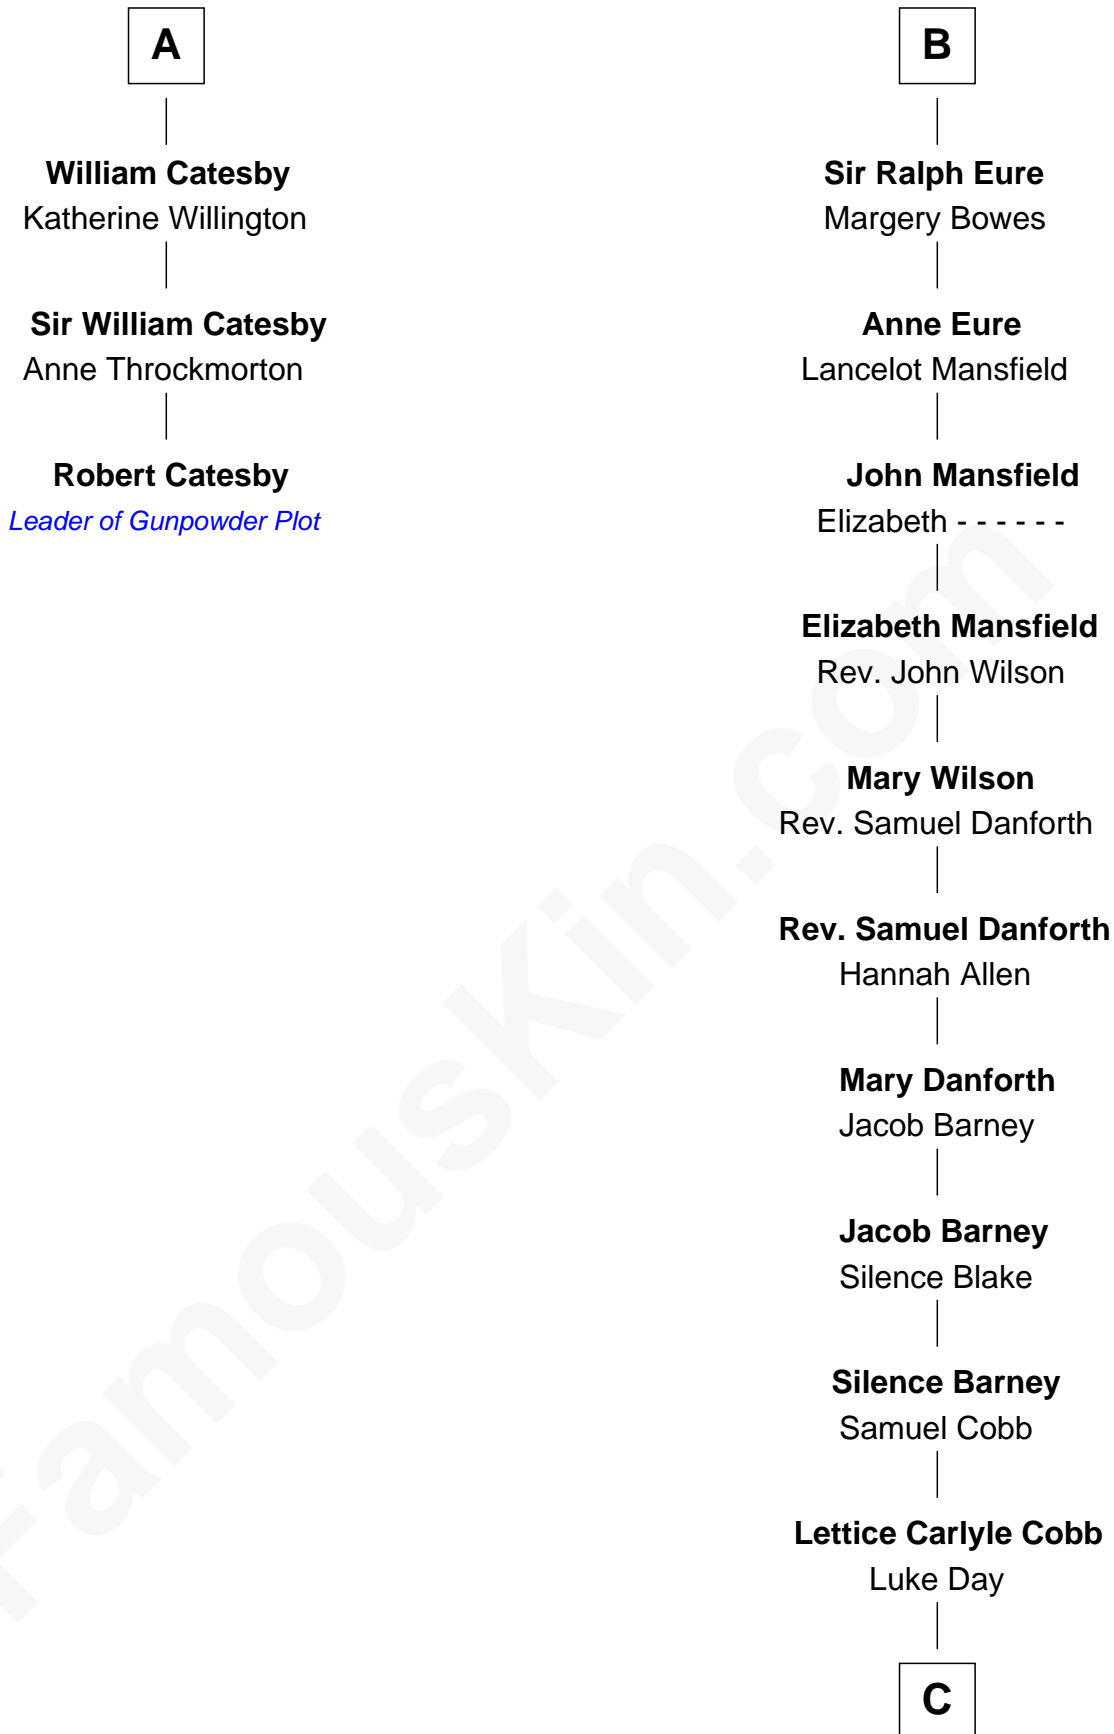 A
William Catesby
Katherine Willington
Sir William Catesby
Anne Throckmorton
Robert Catesby
Leader of Gunpowder Plot
B
Sir Ralph Eure
Margery Bowes
Anne Eure
Lancelot Mansfield
John Mansfield
Elizabeth - - - - - -
Elizabeth Mansfield
Rev. John Wilson
Mary Wilson
Rev. Samuel Danforth
Rev. Samuel Danforth
Hannah Allen
Mary Danforth
Jacob Barney
Jacob Barney
Silence Blake
Silence Barney
Samuel Cobb
Lettice Carlyle Cobb
Luke Day
C
FamousKin.com